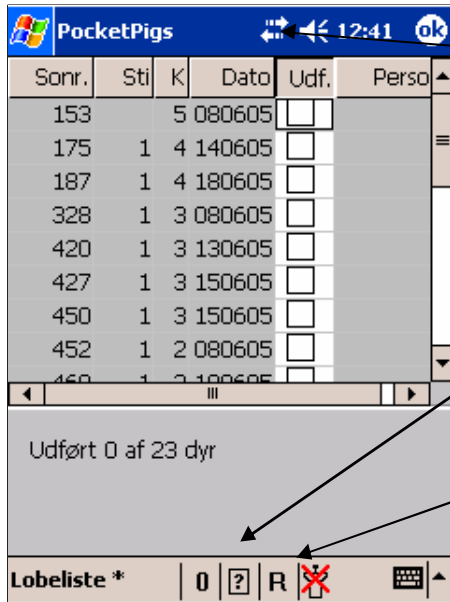 PocketPigs 12:41 ok
Sonr. Sti K Dato Udf. Perso
153 5 080605
175 1 4 140605
187 1 4 180605
328 1 3 080605
420 1 3 130605
427 1 3 150605
450 1 3 150605
452 1 2 080605
Udført 0 af 23 dyr
Lobeliste * 0 ? R